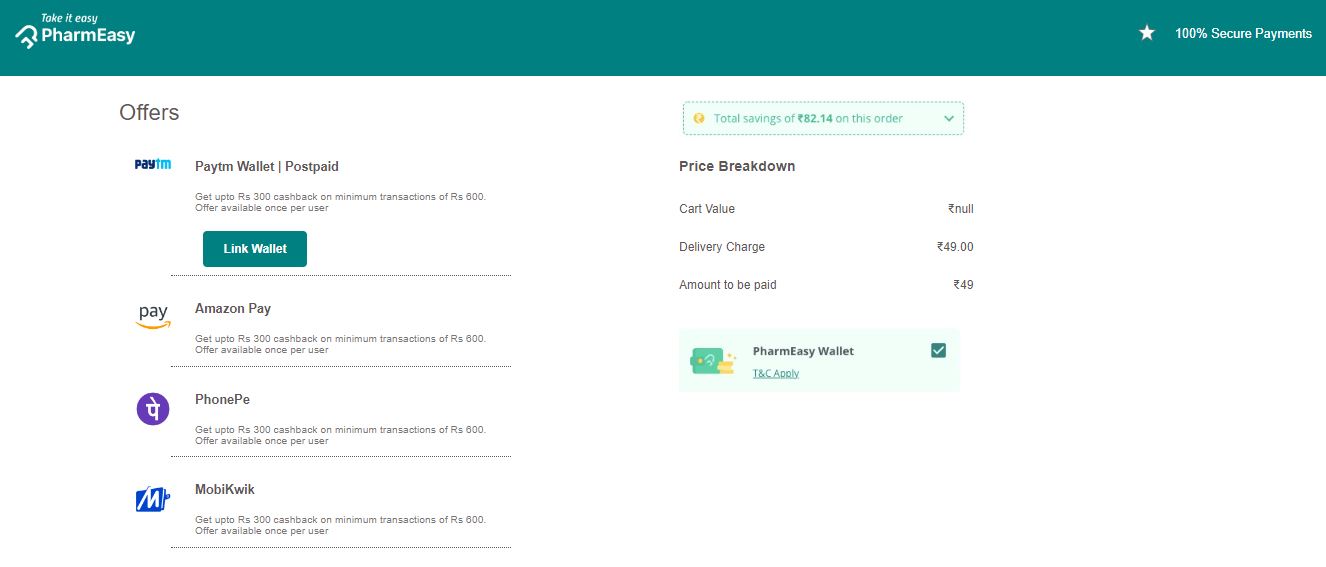 Take it easy
PharmEasy
100% Secure Payments
Offers
paytm
Paytm Wallet | Postpaid
Get upto Rs 300 cashback on minimum transactions of Rs 600.
Offer available once per user
Link Wallet
pay
Amazon Pay
Get upto Rs 300 cashback on minimum transactions of Rs 600.
Offer available once per user
पे
PhonePe
Get upto Rs 300 cashback on minimum transactions of Rs 600.
Offer available once per user
MobiKwik
Get upto Rs 300 cashback on minimum transactions of Rs 600.
Offer available once per user
₹ Total savings of ₹82.14 on this order
Price Breakdown
Cart Value ₹null
Delivery Charge ₹49.00
Amount to be paid ₹49
PharmEasy Wallet
T&C Apply